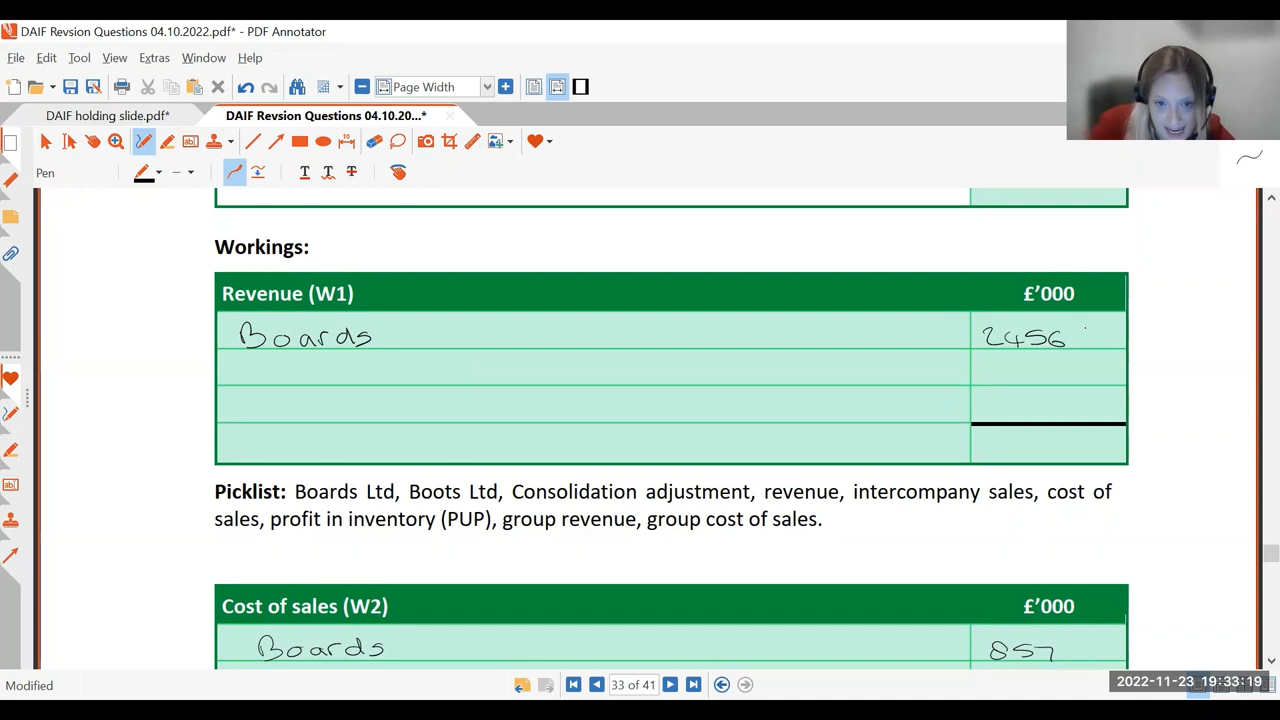 DAIF Revsion Questions 04.10.2022.pdf* - PDF Annotator
File Edit Tool View Extras Window Help
Page Width
DAIF holding slide.pdf*
DAIF Revsion Questions 04.10.20...*
Pen
Workings:
Revenue (W1) £'000
Boards 2456
Picklist: Boards Ltd, Boots Ltd, Consolidation adjustment, revenue, intercompany sales, cost of
sales, profit in inventory (PUP), group revenue, group cost of sales.
Cost of sales (W2) £'000
Boards 857
Modified
33 of 41
2022-11-23 19:33:19